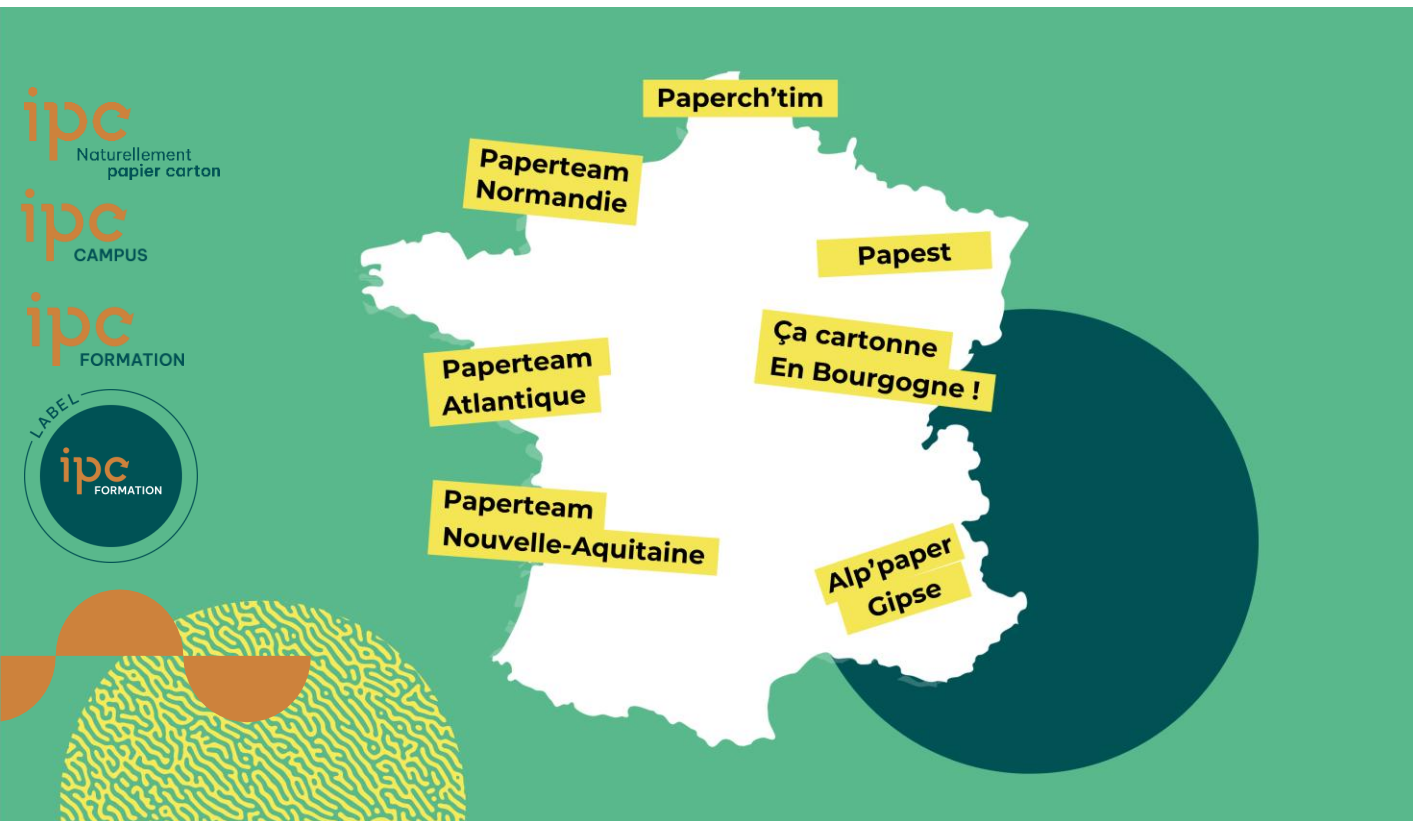 ipc
Naturellement
papier carton
ipc
CAMPUS
ipc
FORMATION
LABEL
ipc
FORMATION
Paperch'tim
Paperteam
Normandie
Papest
Ça cartonne
En Bourgogne !
Paperteam
Atlantique
Paperteam
Nouvelle-Aquitaine
Alp'paper
Gipse